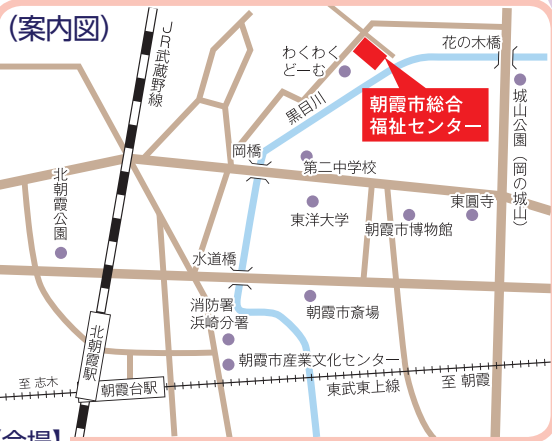 （案内図）
JR武蔵野線
わくわく
どーむ
花の木橋
黒目川
朝霞市総合
福祉センター
城山公園（岡の城山）
岡橋
第二中学校
北朝霞公園
東洋大学
東圓寺
朝霞市博物館
水道橋
消防署
浜崎分署
朝霞市斎場
北朝霞駅
朝霞市産業文化センター
至 志木
朝霞台駅
東武東上線
至 朝霞
【会場】